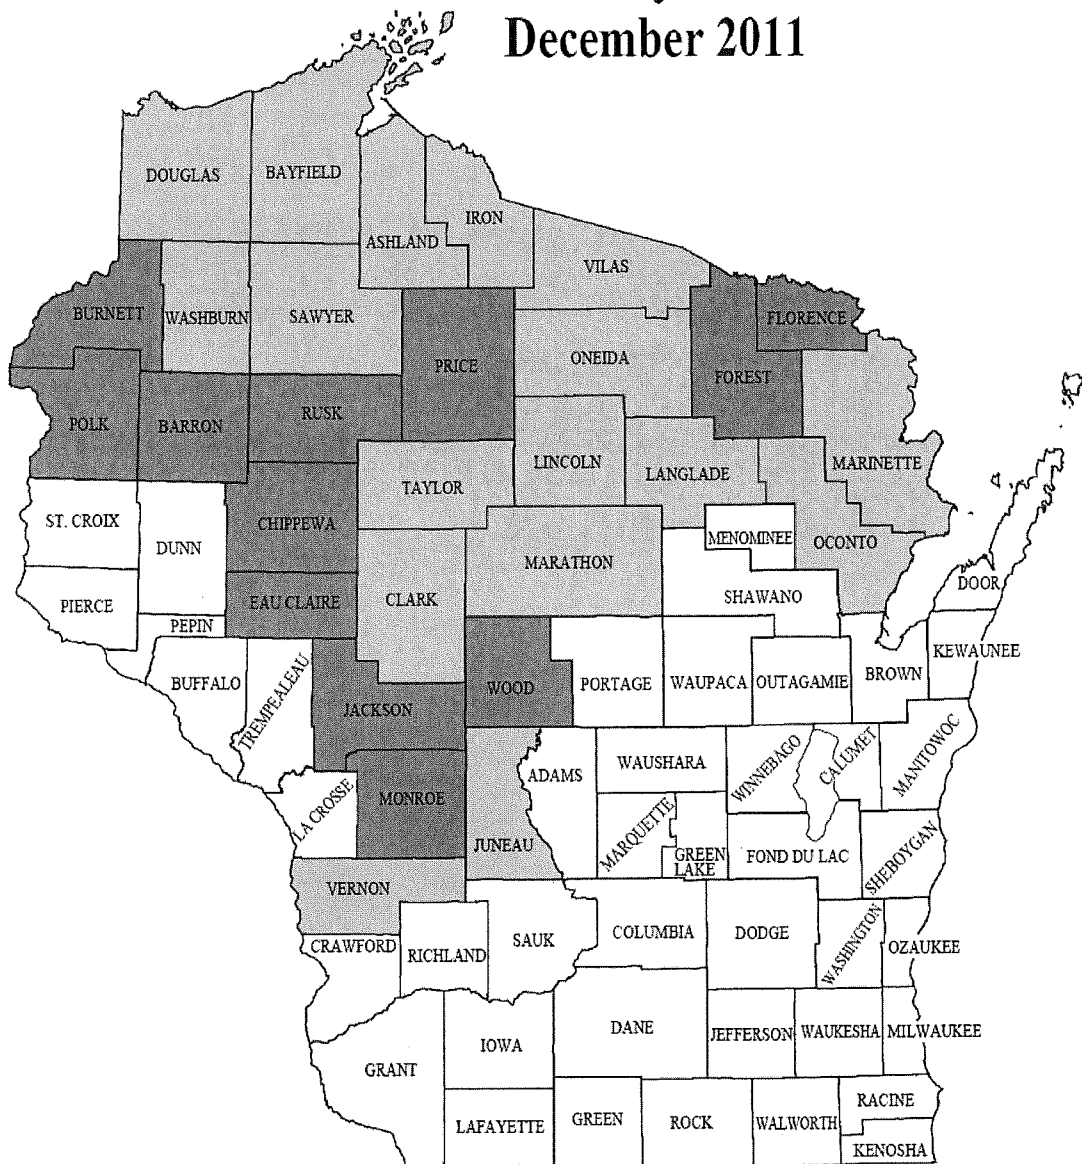 December 2011
DOUGLAS
BAYFIELD
ASHLAND
IRON
VILAS
BURNETT
WASHBURN
SAWYER
PRICE
ONEIDA
FOREST
FLORENCE
POLK
BARRON
RUSK
TAYLOR
LINCOLN
LANGLADE
MARINETTE
ST. CROIX
DUNN
CHIPPEWA
CLARK
MARATHON
MENOMINEE
OCONTO
SHAWANO
DOOR
PIERCE
PEPIN
EAU CLAIRE
BUFFALO
TREMPEALEAU
JACKSON
WOOD
PORTAGE
WAUPACA
OUTAGAMIE
BROWN
KEWAUNEE
LA CROSSE
MONROE
JUNEAU
ADAMS
WAUSHARA
WINNEBAGO
CALUMET
MANITOWOC
MARQUETTE
GREEN
LAKE
FOND DU LAC
SHEBOYGAN
VERNON
CRAWFORD
RICHLAND
SAUK
COLUMBIA
DODGE
WASHINGTON
OZAUKEE
GRANT
IOWA
DANE
JEFFERSON
WAUKESHA
MILWAUKEE
LAFAYETTE
GREEN
ROCK
WALWORTH
RACINE
KENOSHA